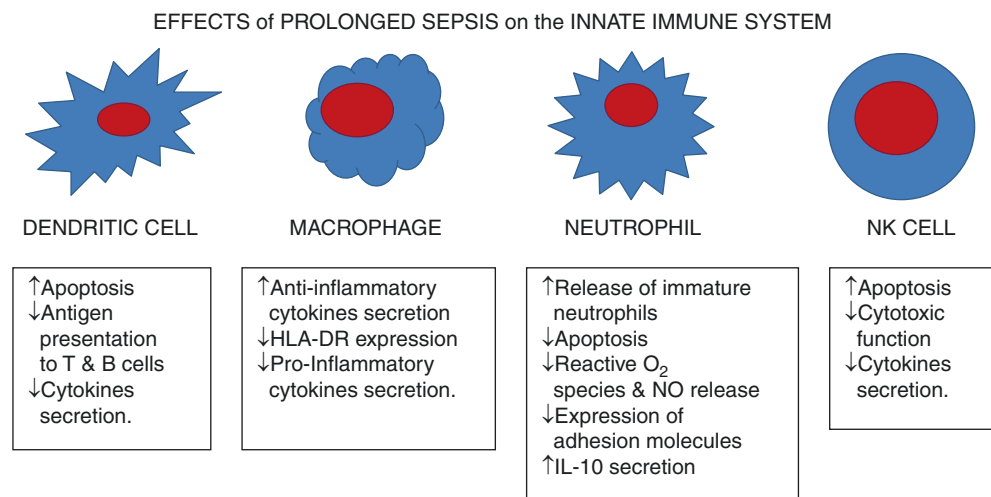 EFFECTS of PROLONGED SEPSIS on the INNATE IMMUNE SYSTEM
DENDRITIC CELL
↑Apoptosis
↓Antigen
presentation
to T & B cells
↓Cytokines
secretion.
MACROPHAGE
↑Anti-inflammatory
cytokines secretion
↓HLA-DR expression
↓Pro-Inflammatory
cytokines secretion.
NEUTROPHIL
↑Release of immature
neutrophils
↓Apoptosis
↓Reactive O₂
species & NO release
↓Expression of
adhesion molecules
↑IL-10 secretion
NK CELL
↑Apoptosis
↓Cytotoxic
function
↓Cytokines
secretion.